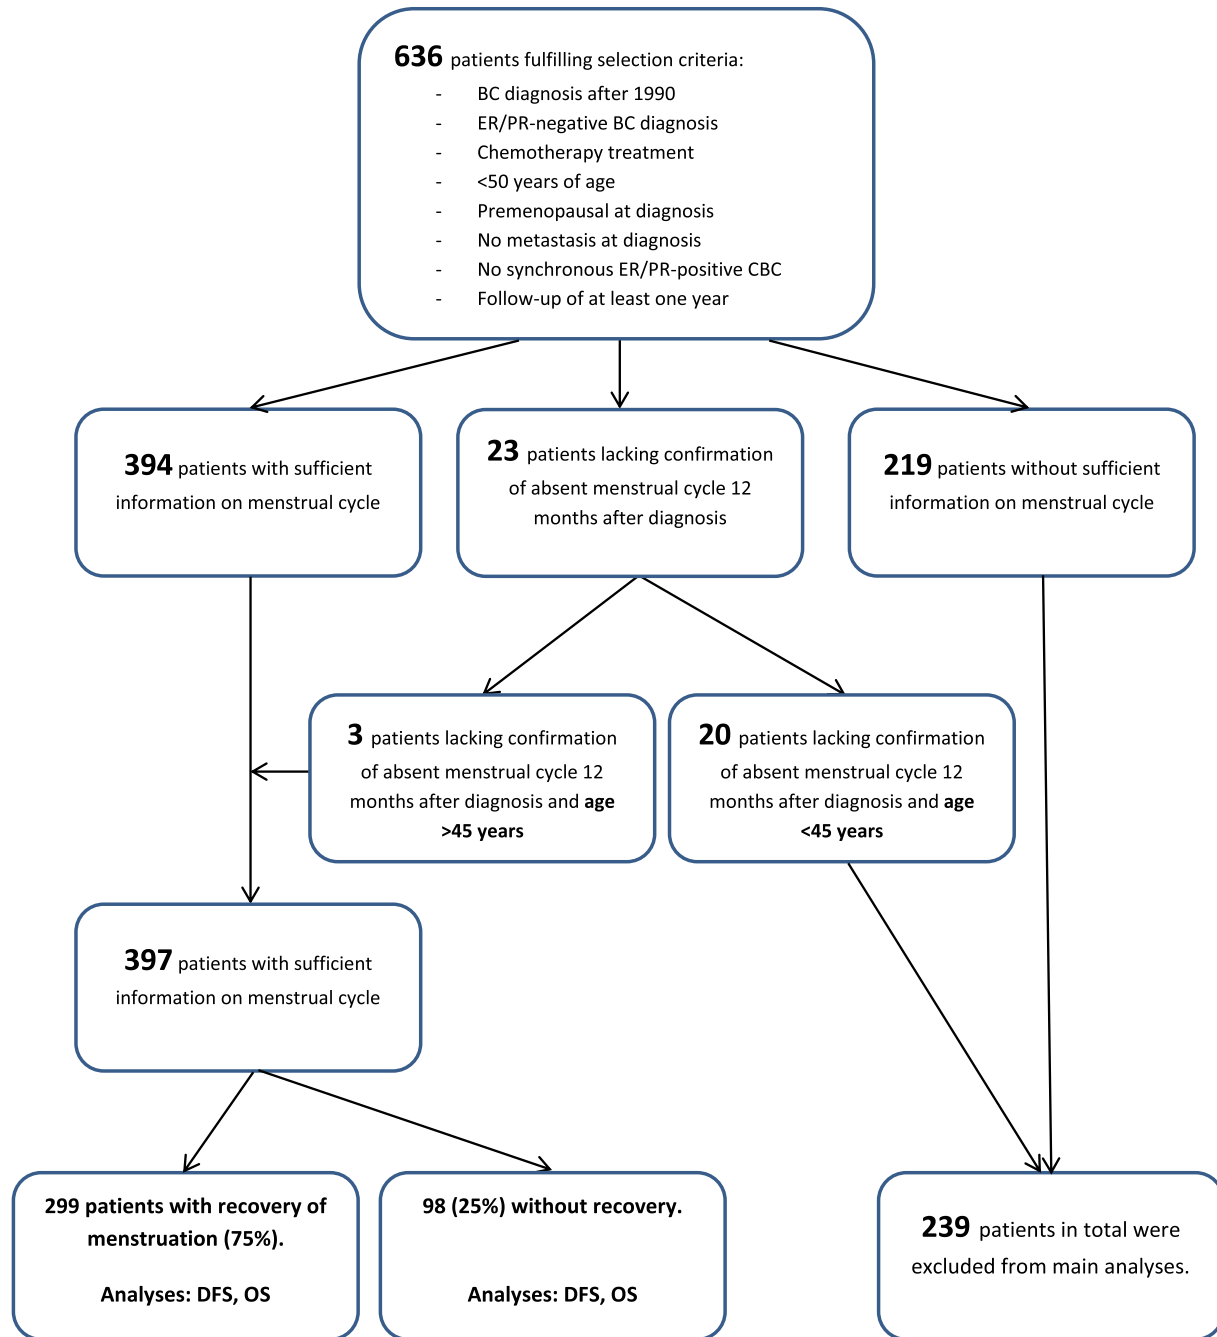 636 patients fulfilling selection criteria:
- BC diagnosis after 1990
- ER/PR-negative BC diagnosis
- Chemotherapy treatment
- <50 years of age
- Premenopausal at diagnosis
- No metastasis at diagnosis
- No synchronous ER/PR-positive CBC
- Follow-up of at least one year
394 patients with sufficient
information on menstrual cycle
23 patients lacking confirmation
of absent menstrual cycle 12
months after diagnosis
219 patients without sufficient
information on menstrual cycle
3 patients lacking confirmation
of absent menstrual cycle 12
months after diagnosis and age
>45 years
20 patients lacking confirmation
of absent menstrual cycle 12
months after diagnosis and age
<45 years
397 patients with sufficient
information on menstrual cycle
299 patients with recovery of
menstruation (75%).
Analyses: DFS, OS
98 (25%) without recovery.
Analyses: DFS, OS
239 patients in total were
excluded from main analyses.